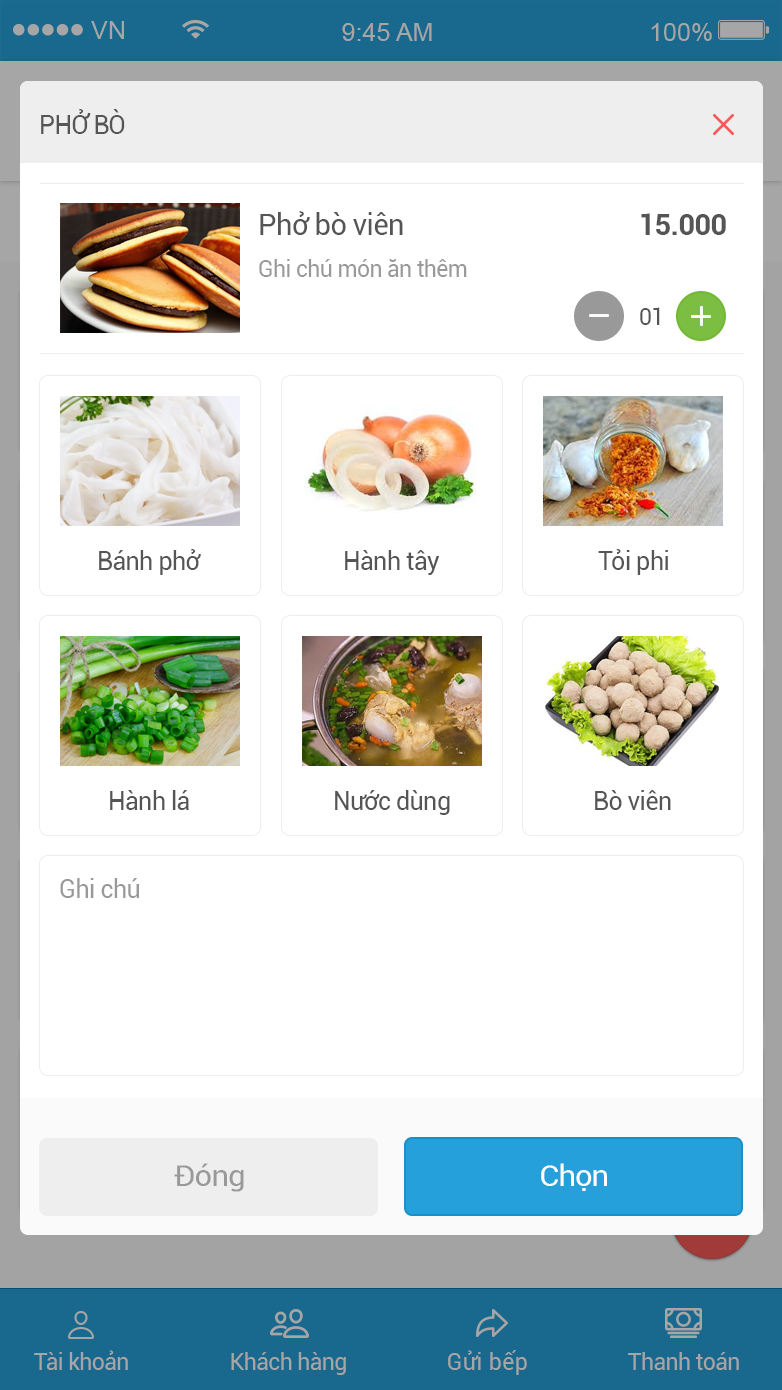 VN 9:45 AM 100%
PHỞ BÒ
Phở bò viên 15.000
Ghi chú món ăn thêm
01
Bánh phở Hành tây Tỏi phi
Hành lá Nước dùng Bò viên
Ghi chú
Đóng Chọn
Tài khoản Khách hàng Gửi bếp Thanh toán